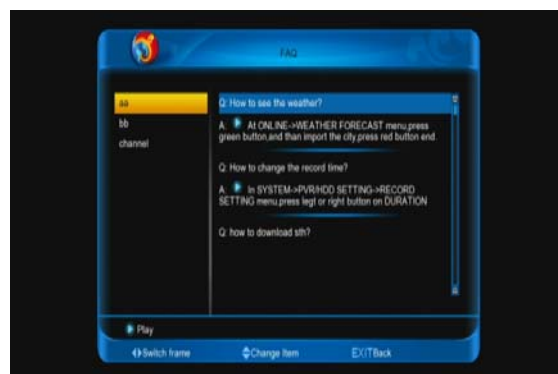 FAQ
aa
bb
channel
Q: How to see the weather?
A: At ONLINE->WEATHER FORECAST menu,press
green button,and than import the city,press red button end.
Q: How to change the record time?
A: In SYSTEM->PVR/HDD SETTING->RECORD
SETTING menu,press legt or right button on DURATION
Q: how to download sth?
Play
Switch frame
Change Item
EXIT Back